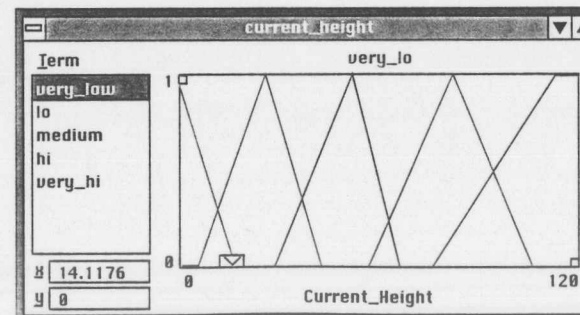 current_height
Term
very_lo
very_low
lo
medium
hi
very_hi
1
0
x 14.1176
y 0
0
120
Current_Height